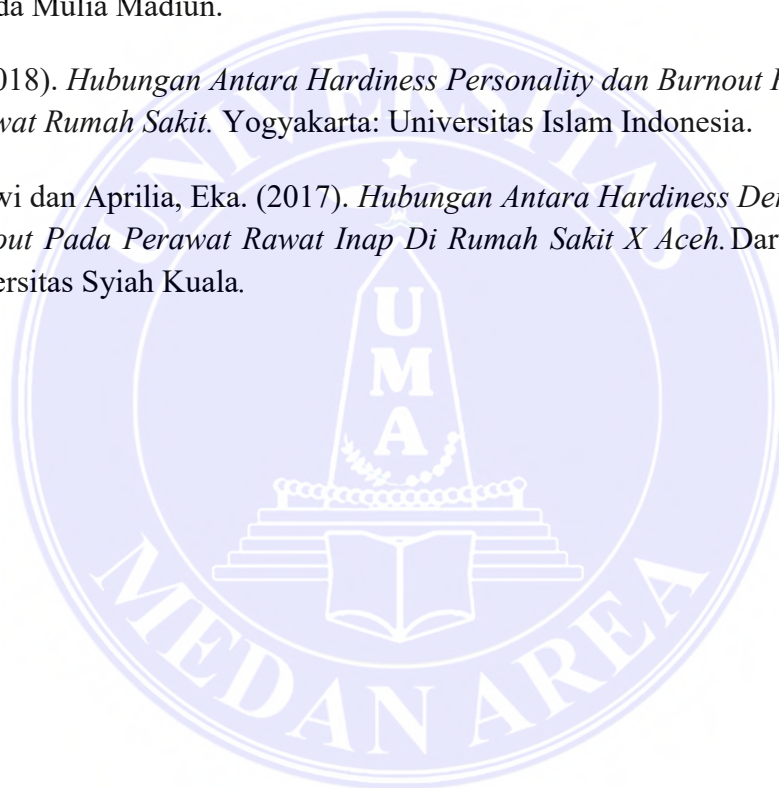 da Mulia Madiun.
018). Hubungan Antara Hardiness Personality dan Burnout
wat Rumah Sakit. Yogyakarta: Universitas Islam Indonesia.
wi dan Aprilia, Eka. (2017). Hubungan Antara Hardiness Den
out Pada Perawat Rawat Inap Di Rumah Sakit X Aceh. Dar
ersitas Syiah Kuala.
UNIVERSITAS
U
M
A
MEDAN AREA